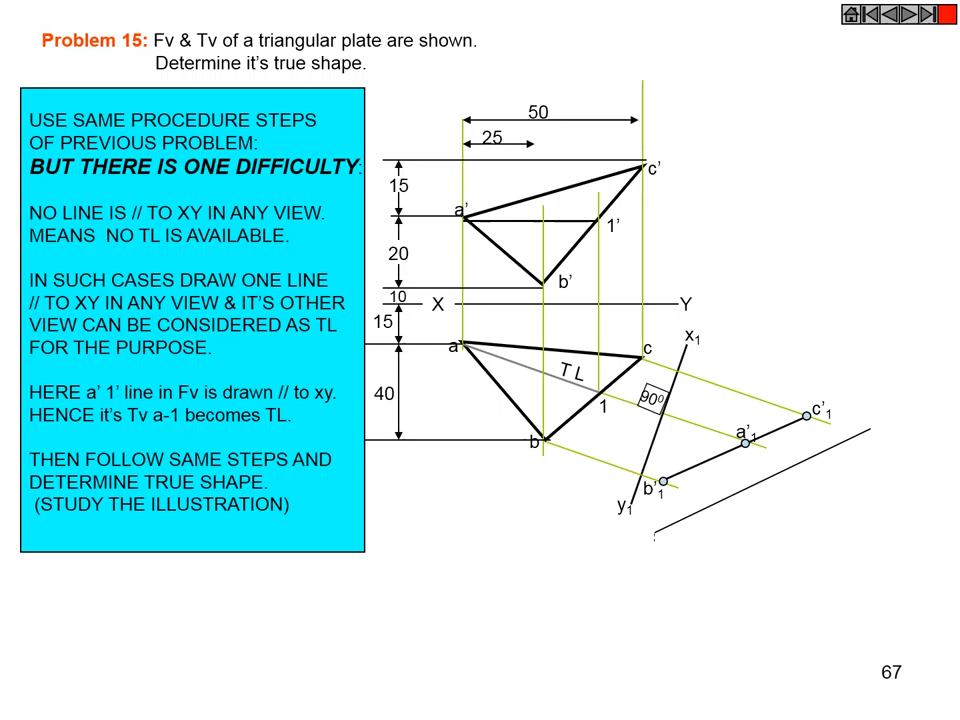 Problem 15: Fv & Tv of a triangular plate are shown.
Determine it’s true shape.
USE SAME PROCEDURE STEPS
OF PREVIOUS PROBLEM:
BUT THERE IS ONE DIFFICULTY:
NO LINE IS // TO XY IN ANY VIEW.
MEANS NO TL IS AVAILABLE.
IN SUCH CASES DRAW ONE LINE
// TO XY IN ANY VIEW & IT’S OTHER
VIEW CAN BE CONSIDERED AS TL
FOR THE PURPOSE.
HERE a’ 1’ line in Fv is drawn // to xy.
HENCE it’s Tv a-1 becomes TL.
THEN FOLLOW SAME STEPS AND
DETERMINE TRUE SHAPE.
(STUDY THE ILLUSTRATION)
50
25
c’
15
a’
1’
20
b’
10
X
Y
15
x1
a
c
T L
40
1
90⁰
c’1
a’1
b
b’1
y1
67